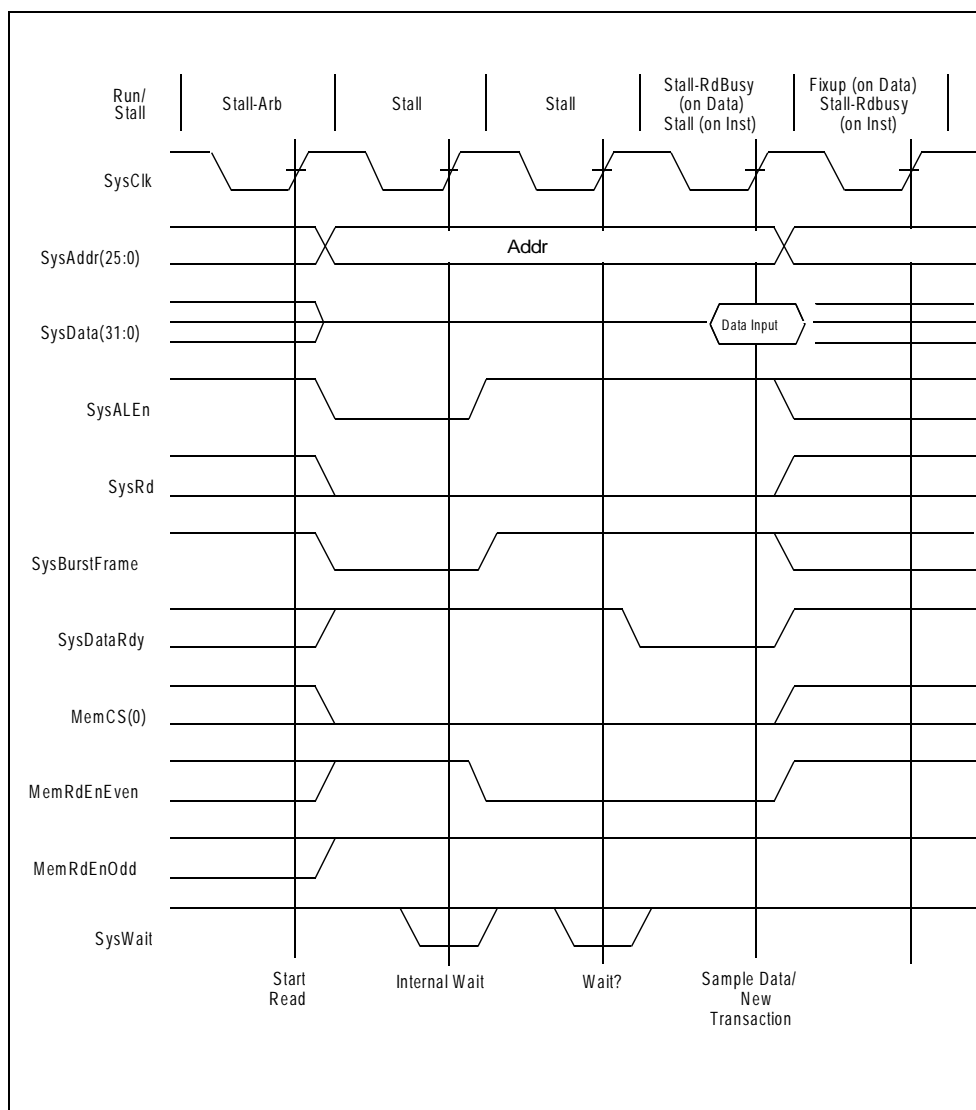 Run/
Stall
Stall-Arb
Stall
Stall
Stall-RdBusy
(on Data)
Stall (on Inst)
Fixup (on Data)
Stall-Rdbusy
(on Inst)
SysClk
SysAddr(25:0)
Addr
SysData(31:0)
Data Input
SysALEn
SysRd
SysBurstFrame
SysDataRdy
MemCS(0)
MemRdEnEven
MemRdEnOdd
SysWait
Start
Read
Internal Wait
Wait?
Sample Data/
New
Transaction